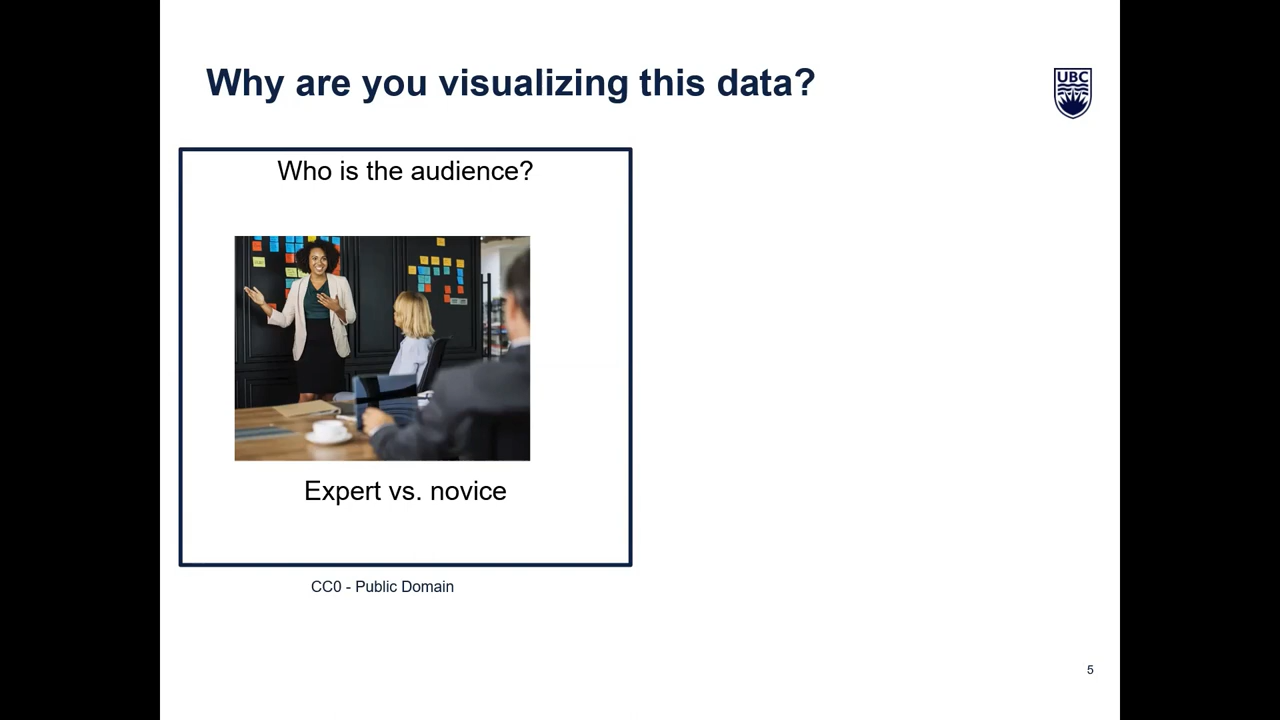 Why are you visualizing this data?
UBC
Who is the audience?
Expert vs. novice
CC0 - Public Domain
5